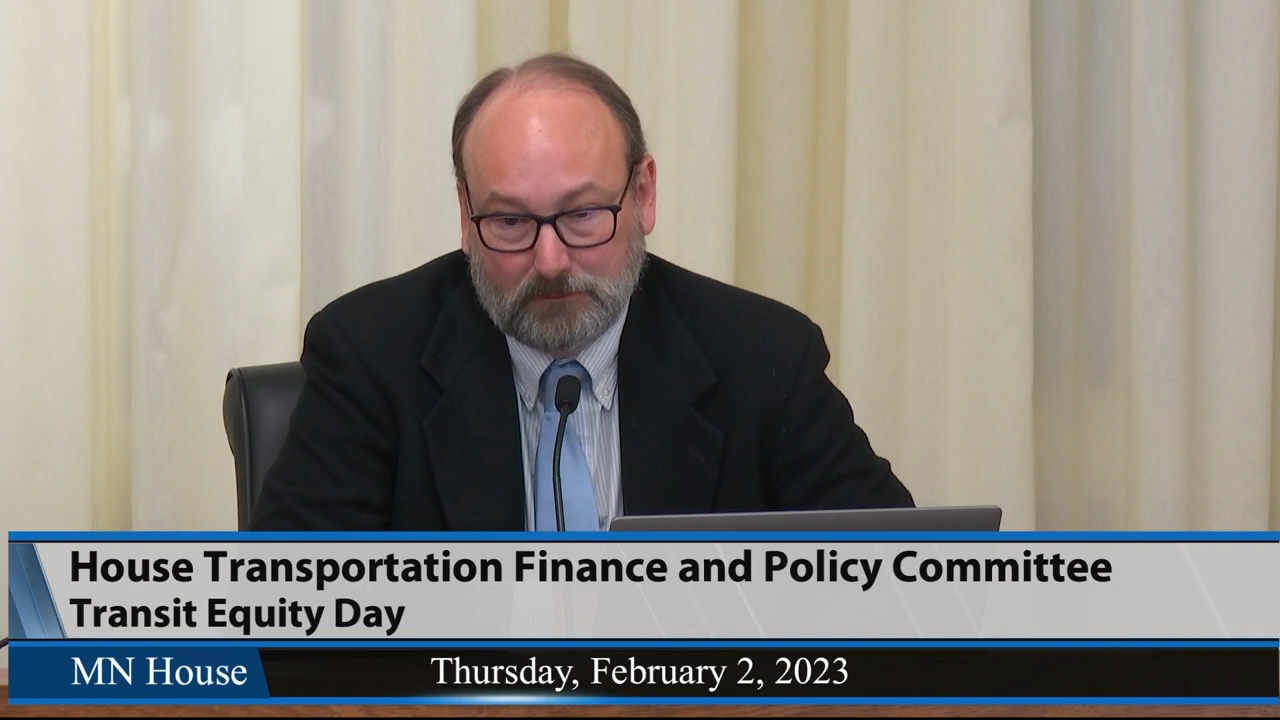 House Transportation Finance and Policy Committee
Transit Equity Day
MN House
Thursday, February 2, 2023